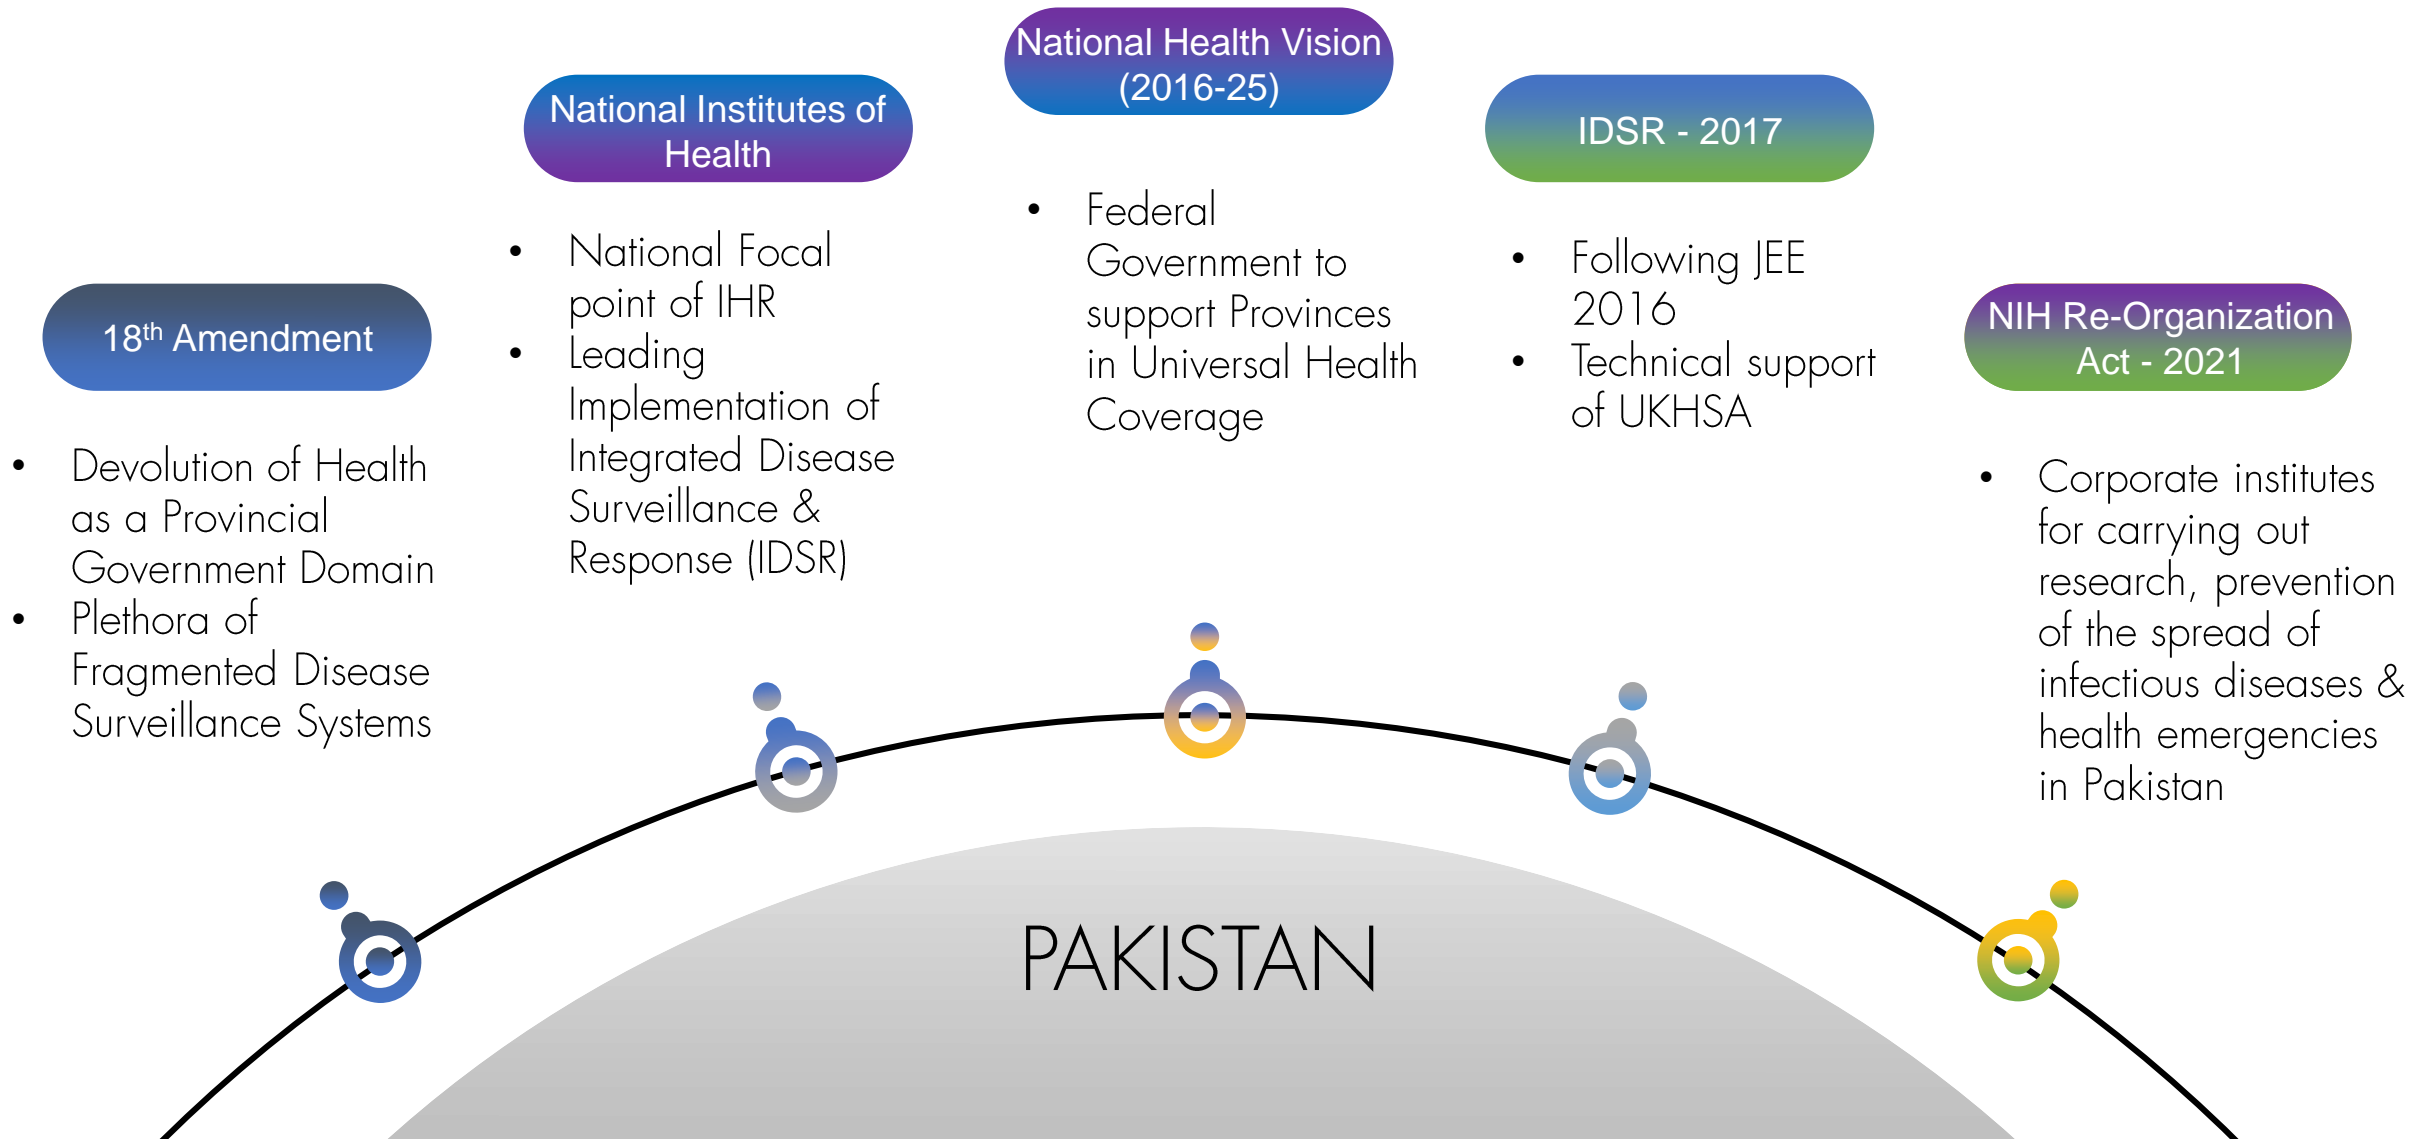 18th Amendment
• Devolution of Health
as a Provincial
Government Domain
• Plethora of
Fragmented Disease
Surveillance Systems
National Institutes of
Health
• National Focal
point of IHR
• Leading
Implementation of
Integrated Disease
Surveillance &
Response (IDSR)
National Health Vision
(2016-25)
• Federal
Government to
support Provinces
in Universal Health
Coverage
IDSR - 2017
• Following JEE
2016
• Technical support
of UKHSA
NIH Re-Organization
Act - 2021
• Corporate institutes
for carrying out
research, prevention
of the spread of
infectious diseases &
health emergencies
in Pakistan
PAKISTAN